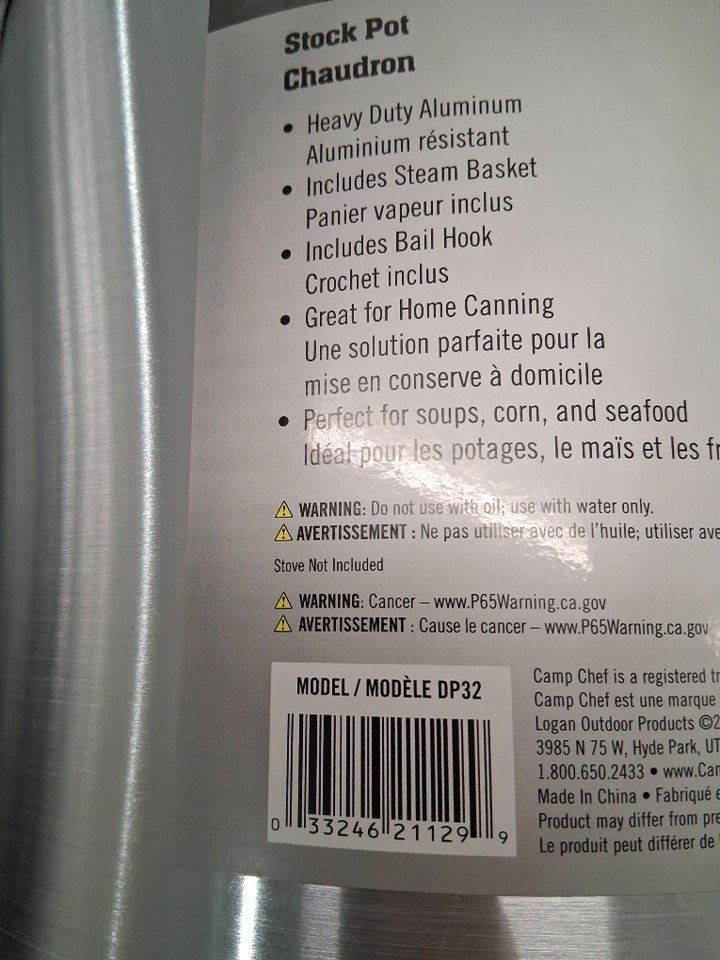 Stock Pot
Chaudron
• Heavy Duty Aluminum
Aluminium résistant
• Includes Steam Basket
Panier vapeur inclus
• Includes Bail Hook
Crochet inclus
• Great for Home Canning
Une solution parfaite pour la
mise en conserve à domicile
• Perfect for soups, corn, and seafood
Idéal pour les potages, le maïs et les
WARNING: Do not use with oil; use with water only.
AVERTISSEMENT : Ne pas utiliser avec de l'huile; utiliser
Stove Not Included
WARNING: Cancer – www.P65Warning.ca.gov
AVERTISSEMENT : Cause le cancer – www.P65Warning.ca.gov
MODEL / MODÈLE DP32
0 33246 21129 9
Camp Chef is a registered
Camp Chef est une marque
Logan Outdoor Products ©
3985 N 75 W, Hyde Park, UT
1.800.650.2433 •
Made In China • Fabriqué
Product may differ from
Le produit peut différer de